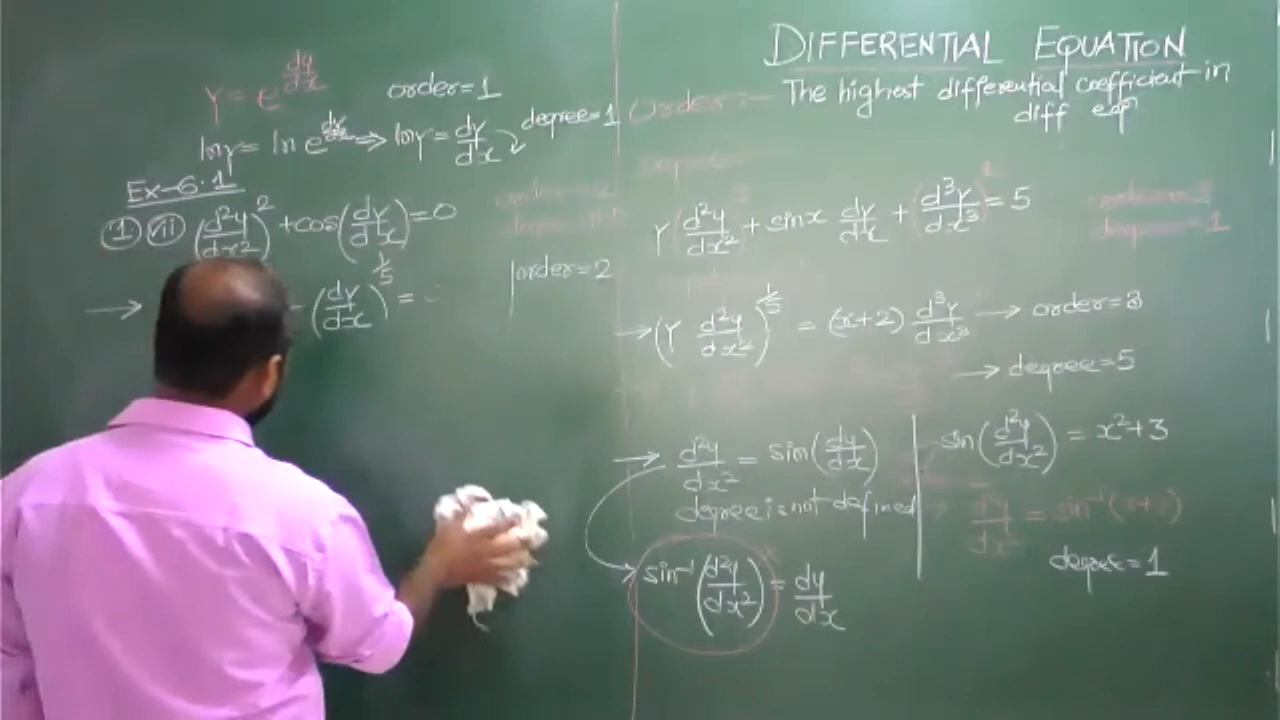 DIFFERENTIAL EQUATION
Order :- The highest differential coefficient in
diff eqn
y = e^(dy/dx) order=1
lny = ln e^(dy/dx) ⇒ lny = dy/dx degree=1
Ex-6.1
① (vii) (d²y/dx²)² + cos(dy/dx) = 0
order=2
→ - (dy/dx)^(1/5) =
y (d²y/dx²) + sinx dy/dx + (d³y/dx³)¹ = 5
→ (y d²y/dx²)^(1/5) = (x+2) d³y/dx³ → order=3
→ degree=5
→ d²y/dx² = sin(dy/dx)
degree is not defined
sin⁻¹(d²y/dx²) = dy/dx
sin(d²y/dx²) = x²+3
degree=1